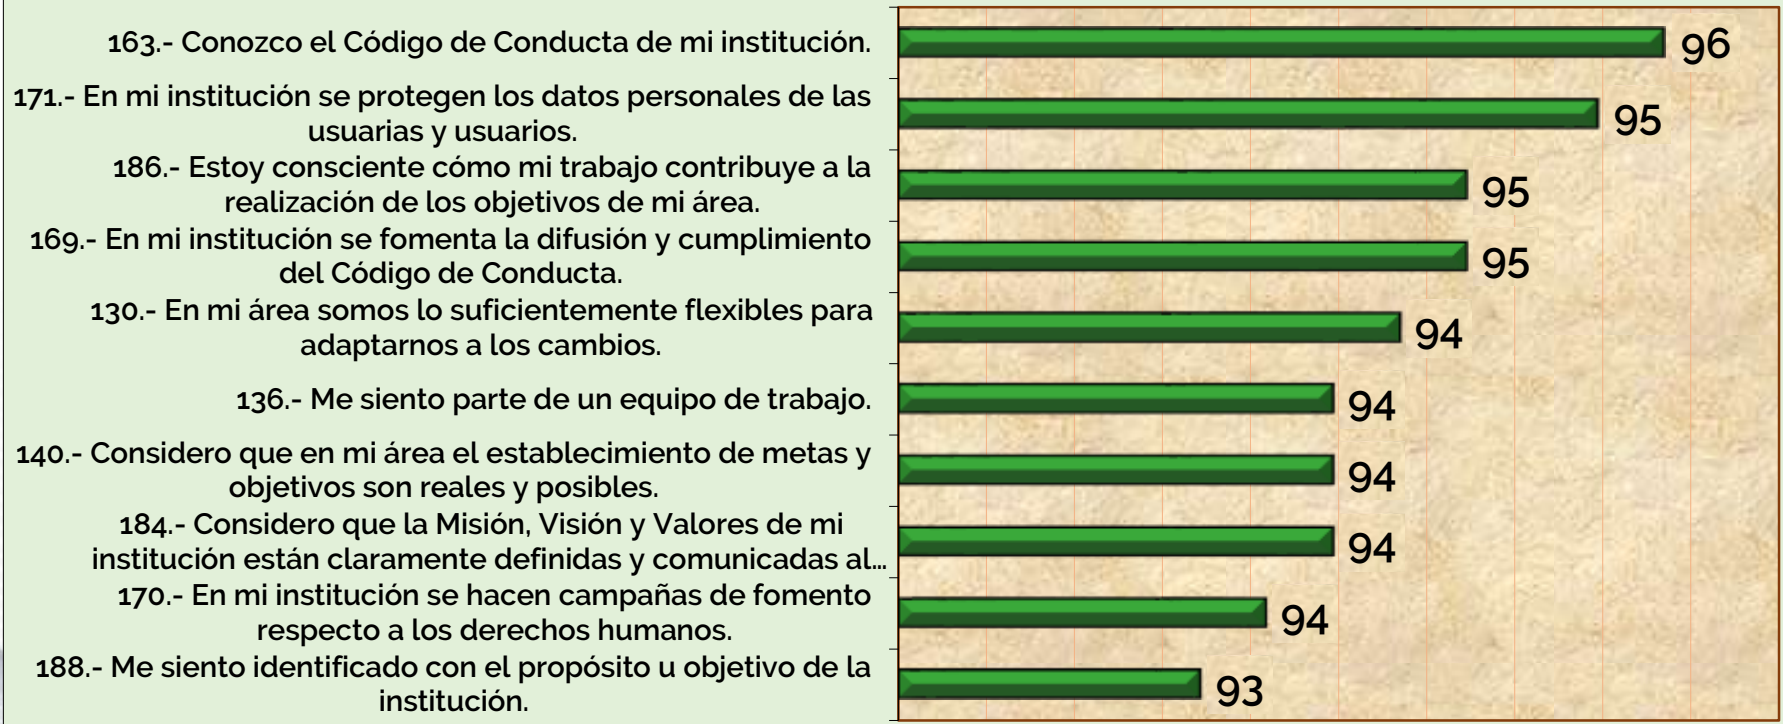 163.- Conozco el Código de Conducta de mi institución.
96
171.- En mi institución se protegen los datos personales de las
usuarias y usuarios.
95
186.- Estoy consciente cómo mi trabajo contribuye a la
realización de los objetivos de mi área.
95
169.- En mi institución se fomenta la difusión y cumplimiento
del Código de Conducta.
95
130.- En mi área somos lo suficientemente flexibles para
adaptarnos a los cambios.
94
136.- Me siento parte de un equipo de trabajo.
94
140.- Considero que en mi área el establecimiento de metas y
objetivos son reales y posibles.
94
184.- Considero que la Misión, Visión y Valores de mi
institución están claramente definidas y comunicadas al...
94
170.- En mi institución se hacen campañas de fomento
respecto a los derechos humanos.
94
188.- Me siento identificado con el propósito u objetivo de la
institución.
93